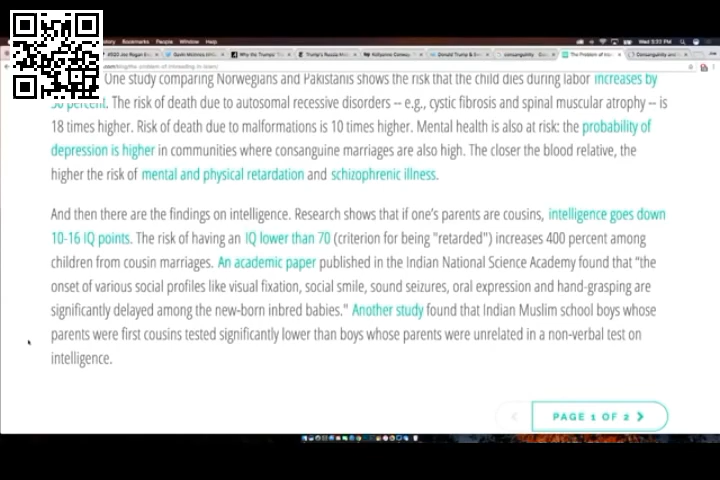 Bookmarks People Window Help
Wed 5:33 PM
One study comparing Norwegians and Pakistanis shows the risk that the child dies during labor increases by
50 percent. The risk of death due to autosomal recessive disorders -- e.g., cystic fibrosis and spinal muscular atrophy -- is
18 times higher. Risk of death due to malformations is 10 times higher. Mental health is also at risk: the probability of
depression is higher in communities where consanguine marriages are also high. The closer the blood relative, the
higher the risk of mental and physical retardation and schizophrenic illness.
And then there are the findings on intelligence. Research shows that if one's parents are cousins, intelligence goes down
10-16 IQ points. The risk of having an IQ lower than 70 (criterion for being "retarded") increases 400 percent among
children from cousin marriages. An academic paper published in the Indian National Science Academy found that "the
onset of various social profiles like visual fixation, social smile, sound seizures, oral expression and hand-grasping are
significantly delayed among the new-born inbred babies." Another study found that Indian Muslim school boys whose
parents were first cousins tested significantly lower than boys whose parents were unrelated in a non-verbal test on
intelligence.
PAGE 1 OF 2